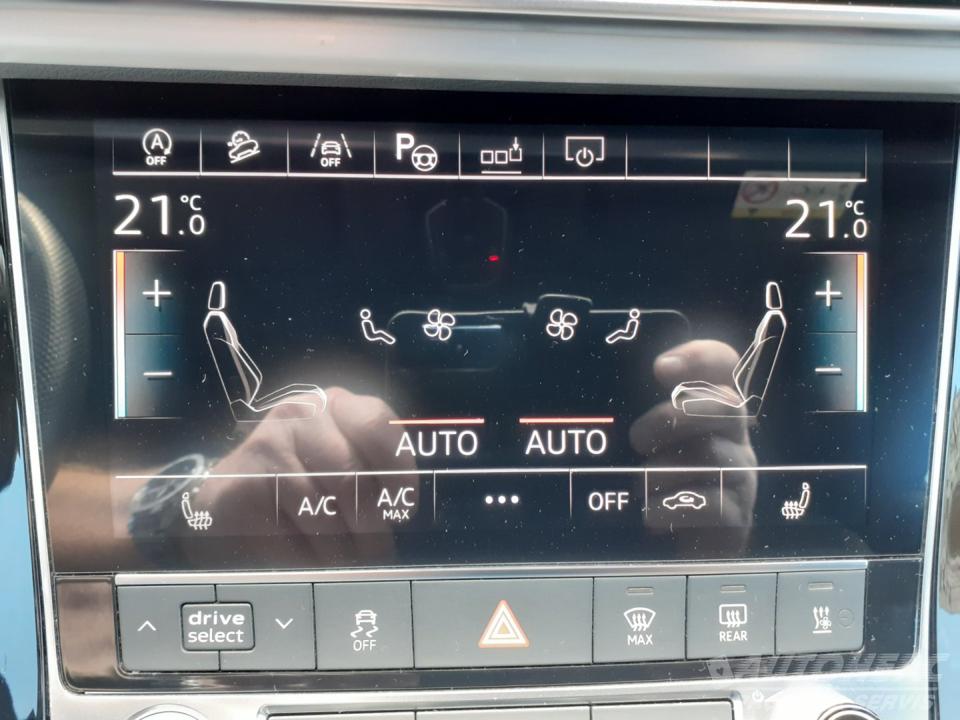 A OFF
OFF
P
21.0 °C
21.0 °C
AUTO AUTO
A/C A/C MAX OFF
drive select OFF MAX REAR